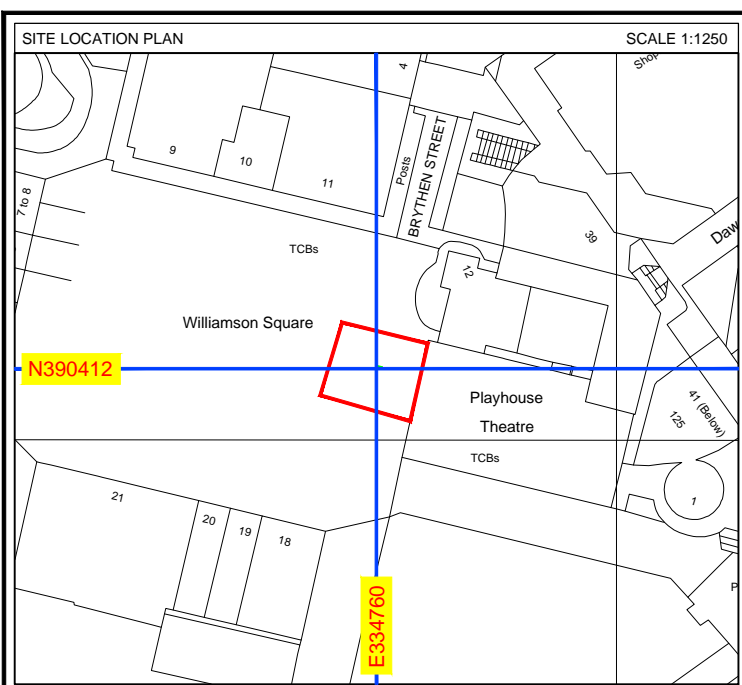 SITE LOCATION PLAN
SCALE 1:1250
Shop
4
9
10
11
Posts
BRYTHEN STREET
7 to 8
39
Daw
TCBs
12
Williamson Square
N390412
Playhouse
Theatre
41 (Below)
125
TCBs
21
20
19
18
1
E334760
P